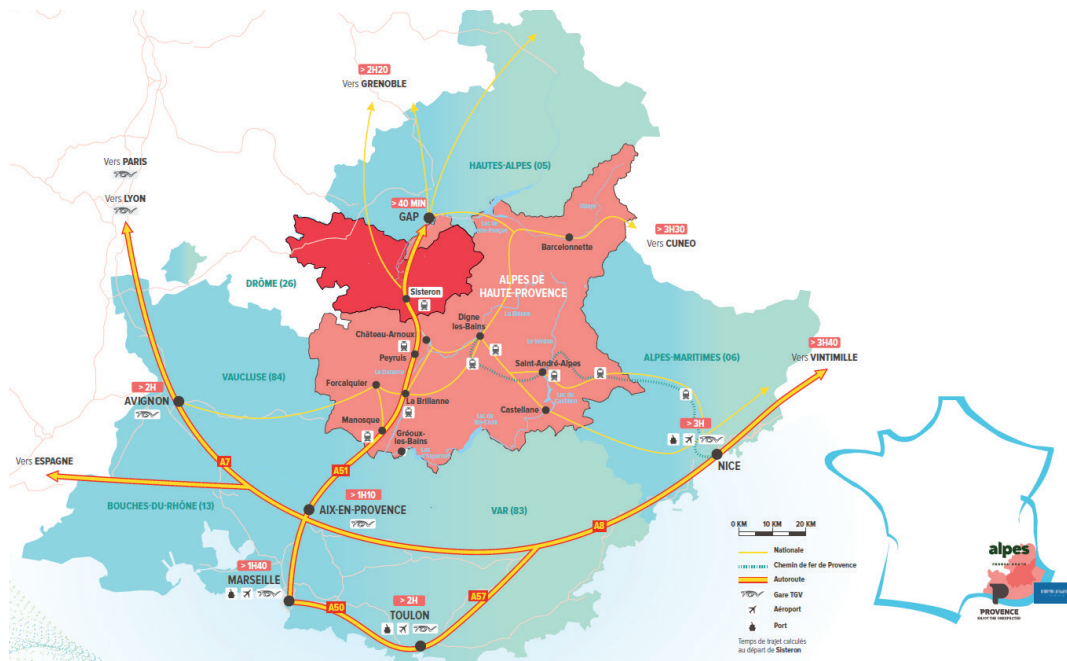 > 2H20
Vers GRENOBLE
HAUTES-ALPES (05)
Vers PARIS
Vers LYON
> 40 MIN
GAP
> 3H30
Vers CUNEO
Barcelonnette
DRÔME (26)
Sisteron
ALPES DE
HAUTE-PROVENCE
Château-Arnoux
Digne
les-Bains
Peyruis
Saint-André-Alpes
ALPES-MARITIMES (06)
> 3H40
Vers VINTIMILLE
VAUCLUSE (84)
Forcalquier
La Brillanne
Castellane
> 2H
AVIGNON
Manosque
Gréoux-
les-Bains
> 3H
NICE
Vers ESPAGNE
A7
A51
BOUCHES-DU-RHÔNE (13)
> 1H10
AIX-EN-PROVENCE
VAR (83)
A8
> 1H40
MARSEILLE
A50
> 2H
TOULON
A57
0 KM 10 KM 20 KM
Nationale
Chemin de fer de Provence
Autoroute
Gare TGV
Aéroport
Port
Temps de trajet calculés
au départ de Sisteron
alpes
PROVENCE